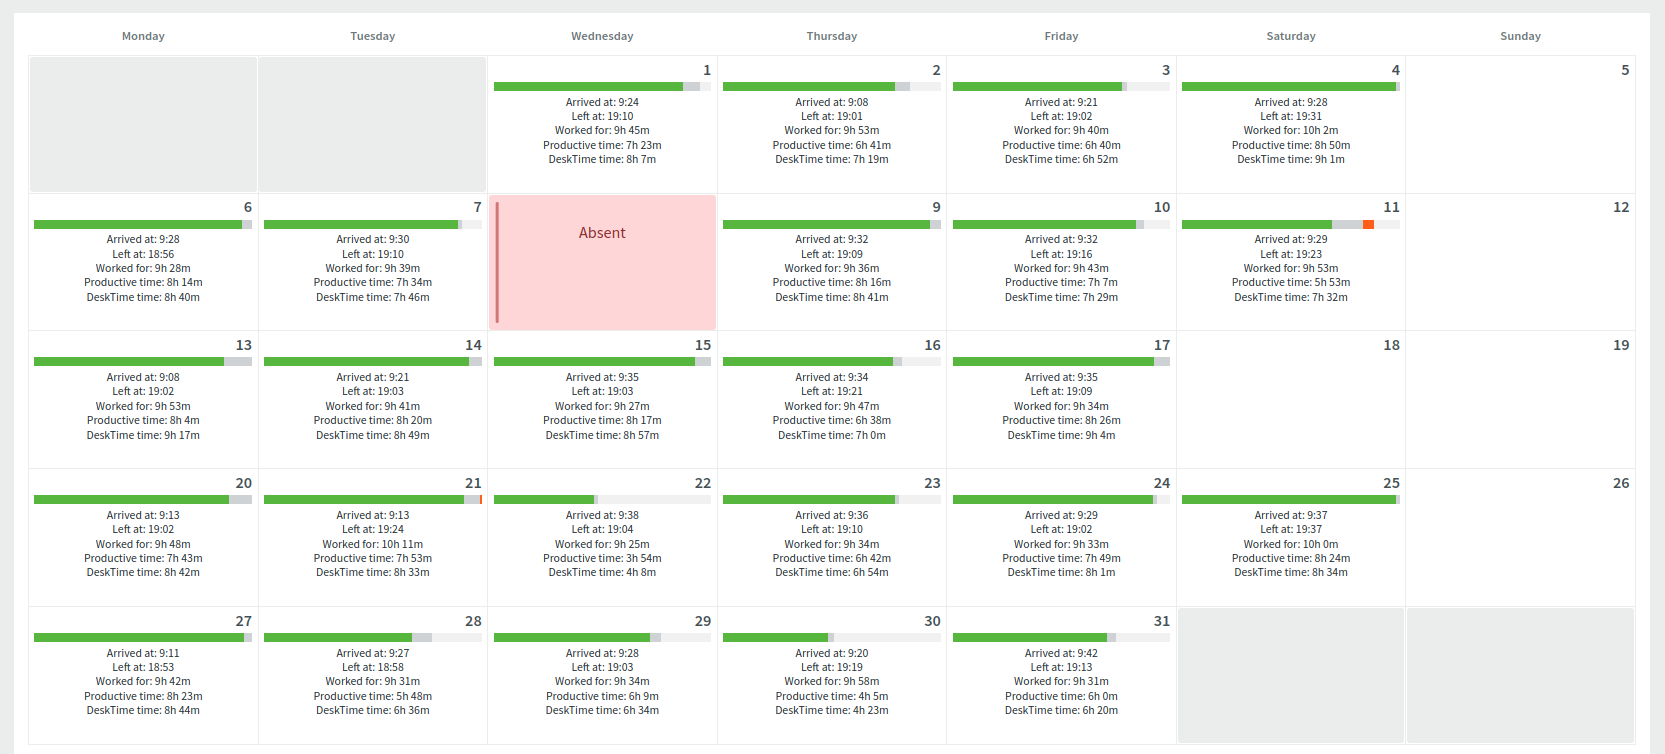 Monday
Tuesday
Wednesday
Thursday
Friday
Saturday
Sunday
1
Arrived at: 9:24
Left at: 19:10
Worked for: 9h 45m
Productive time: 7h 23m
DeskTime time: 8h 7m
2
Arrived at: 9:08
Left at: 19:01
Worked for: 9h 53m
Productive time: 6h 41m
DeskTime time: 7h 19m
3
Arrived at: 9:21
Left at: 19:02
Worked for: 9h 40m
Productive time: 6h 40m
DeskTime time: 6h 52m
4
Arrived at: 9:28
Left at: 19:31
Worked for: 10h 2m
Productive time: 8h 50m
DeskTime time: 9h 1m
5
6
Arrived at: 9:28
Left at: 18:56
Worked for: 9h 28m
Productive time: 8h 14m
DeskTime time: 8h 40m
7
Arrived at: 9:30
Left at: 19:10
Worked for: 9h 39m
Productive time: 7h 34m
DeskTime time: 7h 46m
Absent
9
Arrived at: 9:32
Left at: 19:09
Worked for: 9h 36m
Productive time: 8h 16m
DeskTime time: 8h 41m
10
Arrived at: 9:32
Left at: 19:16
Worked for: 9h 43m
Productive time: 7h 7m
DeskTime time: 7h 29m
11
Arrived at: 9:29
Left at: 19:23
Worked for: 9h 53m
Productive time: 5h 53m
DeskTime time: 7h 32m
12
13
Arrived at: 9:08
Left at: 19:02
Worked for: 9h 53m
Productive time: 8h 4m
DeskTime time: 9h 17m
14
Arrived at: 9:21
Left at: 19:03
Worked for: 9h 41m
Productive time: 8h 20m
DeskTime time: 8h 49m
15
Arrived at: 9:35
Left at: 19:03
Worked for: 9h 27m
Productive time: 8h 17m
DeskTime time: 8h 57m
16
Arrived at: 9:34
Left at: 19:21
Worked for: 9h 47m
Productive time: 6h 38m
DeskTime time: 7h 0m
17
Arrived at: 9:35
Left at: 19:09
Worked for: 9h 34m
Productive time: 8h 26m
DeskTime time: 9h 4m
18
19
20
Arrived at: 9:13
Left at: 19:02
Worked for: 9h 48m
Productive time: 7h 43m
DeskTime time: 8h 42m
21
Arrived at: 9:13
Left at: 19:24
Worked for: 10h 11m
Productive time: 7h 53m
DeskTime time: 8h 33m
22
Arrived at: 9:38
Left at: 19:04
Worked for: 9h 25m
Productive time: 3h 54m
DeskTime time: 4h 8m
23
Arrived at: 9:36
Left at: 19:10
Worked for: 9h 34m
Productive time: 6h 42m
DeskTime time: 6h 54m
24
Arrived at: 9:29
Left at: 19:02
Worked for: 9h 33m
Productive time: 7h 49m
DeskTime time: 8h 1m
25
Arrived at: 9:37
Left at: 19:37
Worked for: 10h 0m
Productive time: 8h 24m
DeskTime time: 8h 34m
26
27
Arrived at: 9:11
Left at: 18:53
Worked for: 9h 42m
Productive time: 8h 23m
DeskTime time: 8h 44m
28
Arrived at: 9:27
Left at: 18:58
Worked for: 9h 31m
Productive time: 5h 48m
DeskTime time: 6h 36m
29
Arrived at: 9:28
Left at: 19:03
Worked for: 9h 34m
Productive time: 6h 9m
DeskTime time: 6h 34m
30
Arrived at: 9:20
Left at: 19:19
Worked for: 9h 58m
Productive time: 4h 5m
DeskTime time: 4h 23m
31
Arrived at: 9:42
Left at: 19:13
Worked for: 9h 31m
Productive time: 6h 0m
DeskTime time: 6h 20m